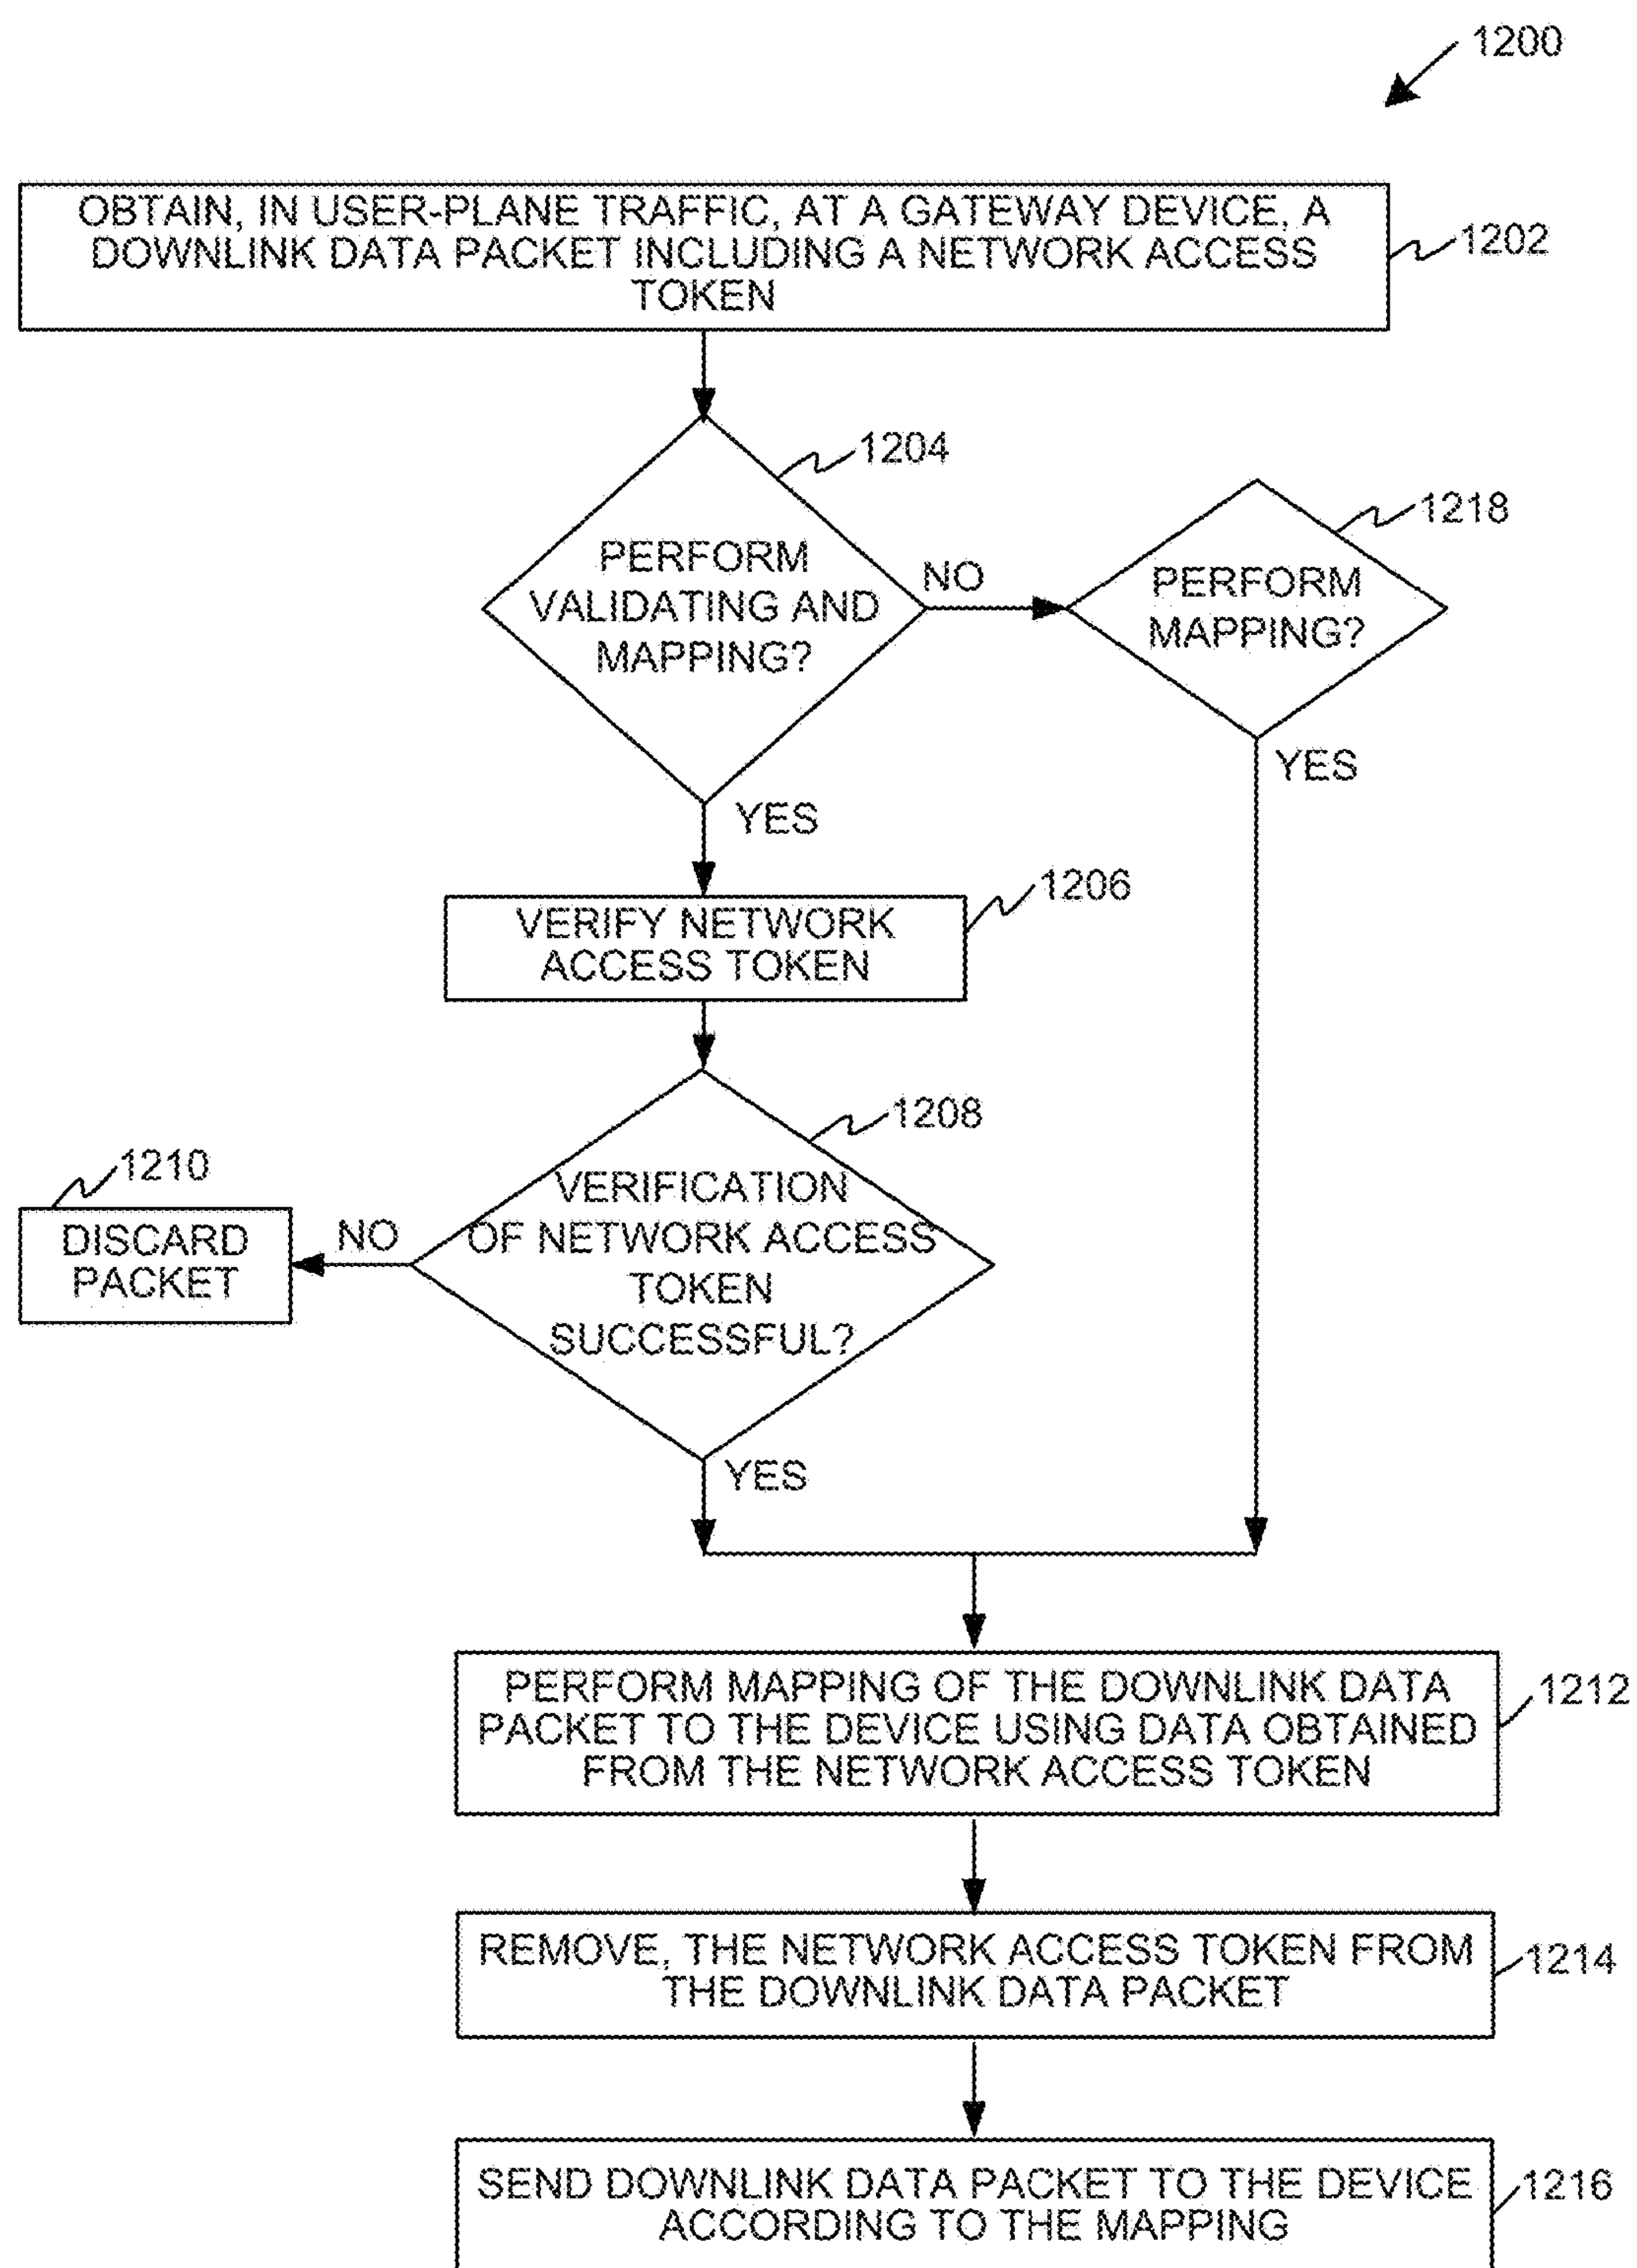 1200
OBTAIN, IN USER-PLANE TRAFFIC, AT A GATEWAY DEVICE, A
DOWNLINK DATA PACKET INCLUDING A NETWORK ACCESS
TOKEN
1202
1204
PERFORM
VALIDATING AND
MAPPING?
NO
1218
PERFORM
MAPPING?
YES
YES
1206
VERIFY NETWORK
ACCESS TOKEN
1208
VERIFICATION
OF NETWORK ACCESS
TOKEN
SUCCESSFUL?
NO
1210
DISCARD
PACKET
YES
PERFORM MAPPING OF THE DOWNLINK DATA
PACKET TO THE DEVICE USING DATA OBTAINED
FROM THE NETWORK ACCESS TOKEN
1212
REMOVE, THE NETWORK ACCESS TOKEN FROM
THE DOWNLINK DATA PACKET
1214
SEND DOWNLINK DATA PACKET TO THE DEVICE
ACCORDING TO THE MAPPING
1216